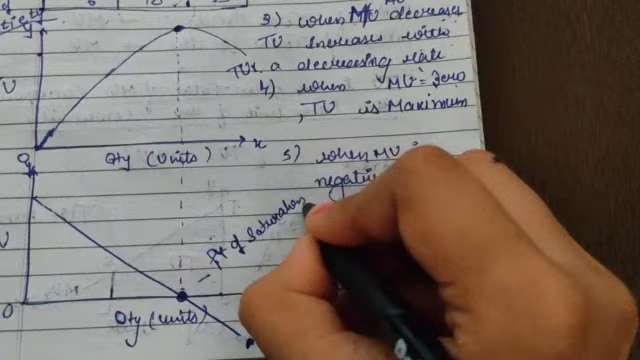 3) when MU decreases
TU increases with
a decreasing rate
TUx
4) when MU = Zero
, TU is Maximum
Qty (Units) x
5) when MU
negative
U
U
Pt of Saturation
O
O
Qty (units)